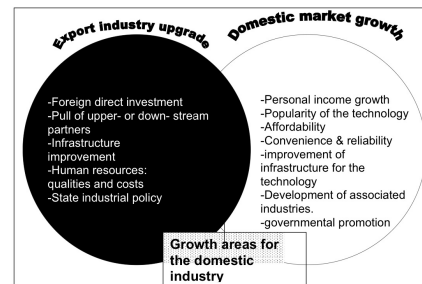 Export industry upgrade
Domestic market growth
-Foreign direct investment
-Pull of upper- or down- stream
partners
-Infrastructure
improvement
-Human resources:
qualities and costs
-State industrial policy
-Personal income growth
-Popularity of the technology
-Affordability
-Convenience & reliability
-improvement of
infrastructure for the
technology
-Development of associated
industries.
-governmental promotion
Growth areas for
the domestic
industry